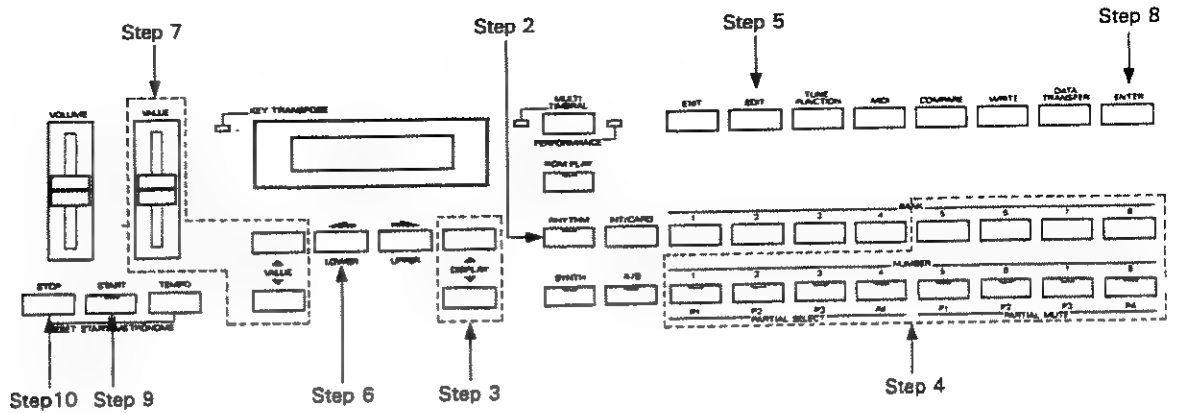 Step 7
Step 2
Step 5
Step 8
VOLUME
VALUE
KEY TRANSPOSE
MULTI TIMBRAL
PERFORMANCE
EXIT
EDIT
TUNE FUNCTION
MIDI
COMPARE
WRITE
DATA TRANSFER
ENTER
ROM PLAY
RHYTHM
INT/CARD
BANK
1 2 3 4 5 6 7 8
VALUE
LOWER
UPPER
DISPLAY
SYNTH
A/B
NUMBER
1 2 3 4 5 6 7 8
P1 P2 P3 P4 P1 P2 P3 P4
PARTIAL SELECT
PARTIAL MUTE
STOP
START
TEMPO
Step 10
Step 9
Step 6
Step 3
Step 4